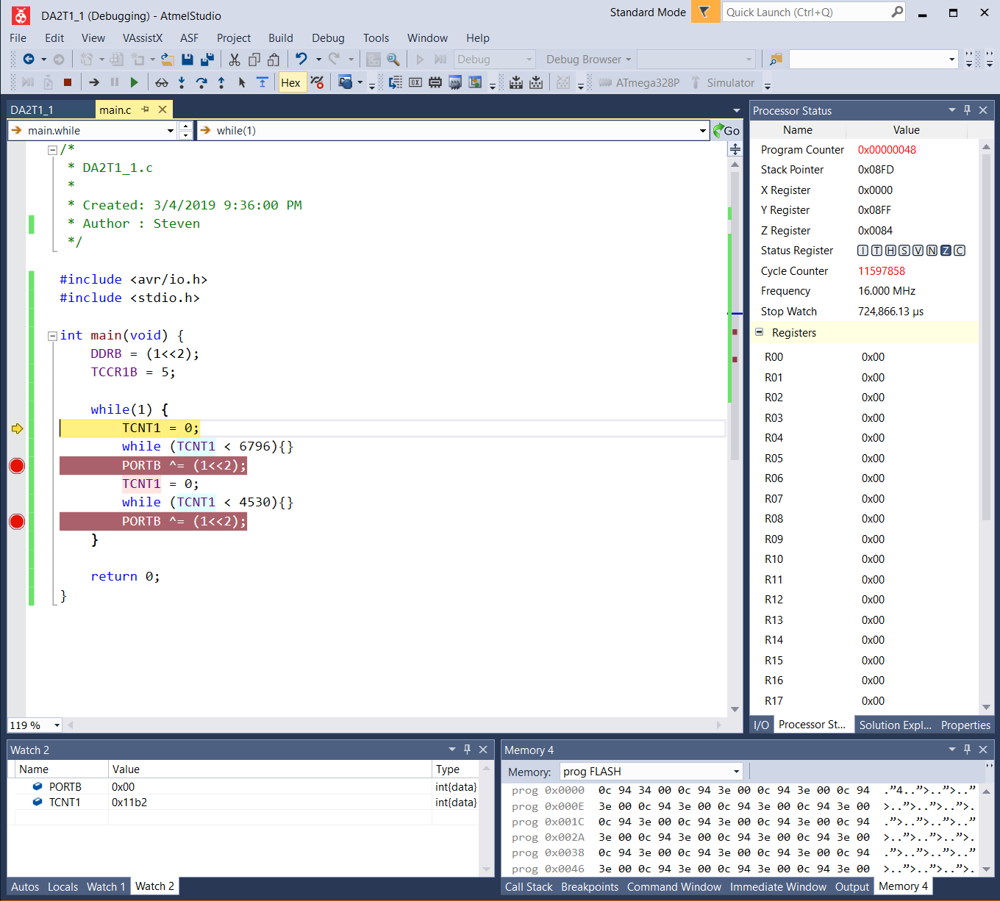 DA2T1_1 (Debugging) - AtmelStudio
Standard Mode
Quick Launch (Ctrl+Q)
File Edit View VAssistX ASF Project Build Debug Tools Window Help
Debug Debug Browser
Hex ATmega328P Simulator
DA2T1_1 main.c
main.while while(1) Go
/*
* DA2T1_1.c
*
* Created: 3/4/2019 9:36:00 PM
* Author : Steven
*/
#include <avr/io.h>
#include <stdio.h>
int main(void) {
DDRB = (1<<2);
TCCR1B = 5;
while(1) {
TCNT1 = 0;
while (TCNT1 < 6796){}
PORTB ^= (1<<2);
TCNT1 = 0;
while (TCNT1 < 4530){}
PORTB ^= (1<<2);
}
return 0;
}
119 %
Processor Status
Name Value
Program Counter 0x00000048
Stack Pointer 0x08FD
X Register 0x0000
Y Register 0x08FF
Z Register 0x0084
Status Register I T H S V N Z C
Cycle Counter 11597858
Frequency 16.000 MHz
Stop Watch 724,866.13 µs
Registers
R00 0x00
R01 0x00
R02 0x00
R03 0x00
R04 0x00
R05 0x00
R06 0x00
R07 0x00
R08 0x00
R09 0x00
R10 0x00
R11 0x00
R12 0x00
R13 0x00
R14 0x00
R15 0x00
R16 0x00
R17 0x00
I/O Processor St... Solution Expl... Properties
Watch 2
Name Value Type
PORTB 0x00 int{data}
TCNT1 0x11b2 int{data}
Autos Locals Watch 1 Watch 2
Memory 4
Memory: prog FLASH
prog 0x0000 0c 94 34 00 0c 94 3e 00 0c 94 3e 00 0c 94 .”4..”>..”>..”
prog 0x000E 3e 00 0c 94 3e 00 0c 94 3e 00 0c 94 3e 00 >..”>..”>..”>.
prog 0x001C 0c 94 3e 00 0c 94 3e 00 0c 94 3e 00 0c 94 .”>..”>..”>..”
prog 0x002A 3e 00 0c 94 3e 00 0c 94 3e 00 0c 94 3e 00 >..”>..”>..”>.
prog 0x0038 0c 94 3e 00 0c 94 3e 00 0c 94 3e 00 0c 94 .”>..”>..”>..”
prog 0x0046 3e 00 0c 94 3e 00 0c 94 3e 00 0c 94 3e 00 >..”>..”>..”>.
Call Stack Breakpoints Command Window Immediate Window Output Memory 4